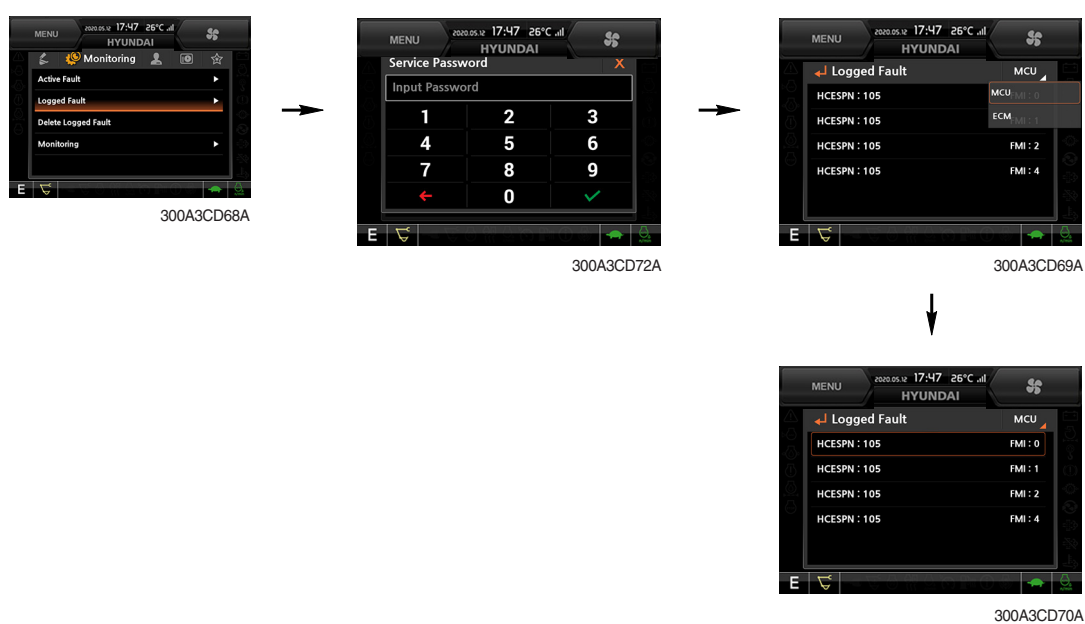 MENU
2020.05.12 17:47 26°C
HYUNDAI
Monitoring
Active Fault
Logged Fault
Delete Logged Fault
Monitoring
E
300A3CD68A
MENU
2020.05.12 17:47 26°C
HYUNDAI
Service Password X
Input Password
1 2 3
4 5 6
7 8 9
0
E
300A3CD72A
MENU
2020.05.12 17:47 26°C
HYUNDAI
Logged Fault MCU
HCESPN : 105 FMI : 0
MCU
HCESPN : 105 FMI : 1
ECM
HCESPN : 105 FMI : 2
HCESPN : 105 FMI : 4
E
300A3CD69A
MENU
2020.05.12 17:47 26°C
HYUNDAI
Logged Fault MCU
HCESPN : 105 FMI : 0
HCESPN : 105 FMI : 1
HCESPN : 105 FMI : 2
HCESPN : 105 FMI : 4
E
300A3CD70A